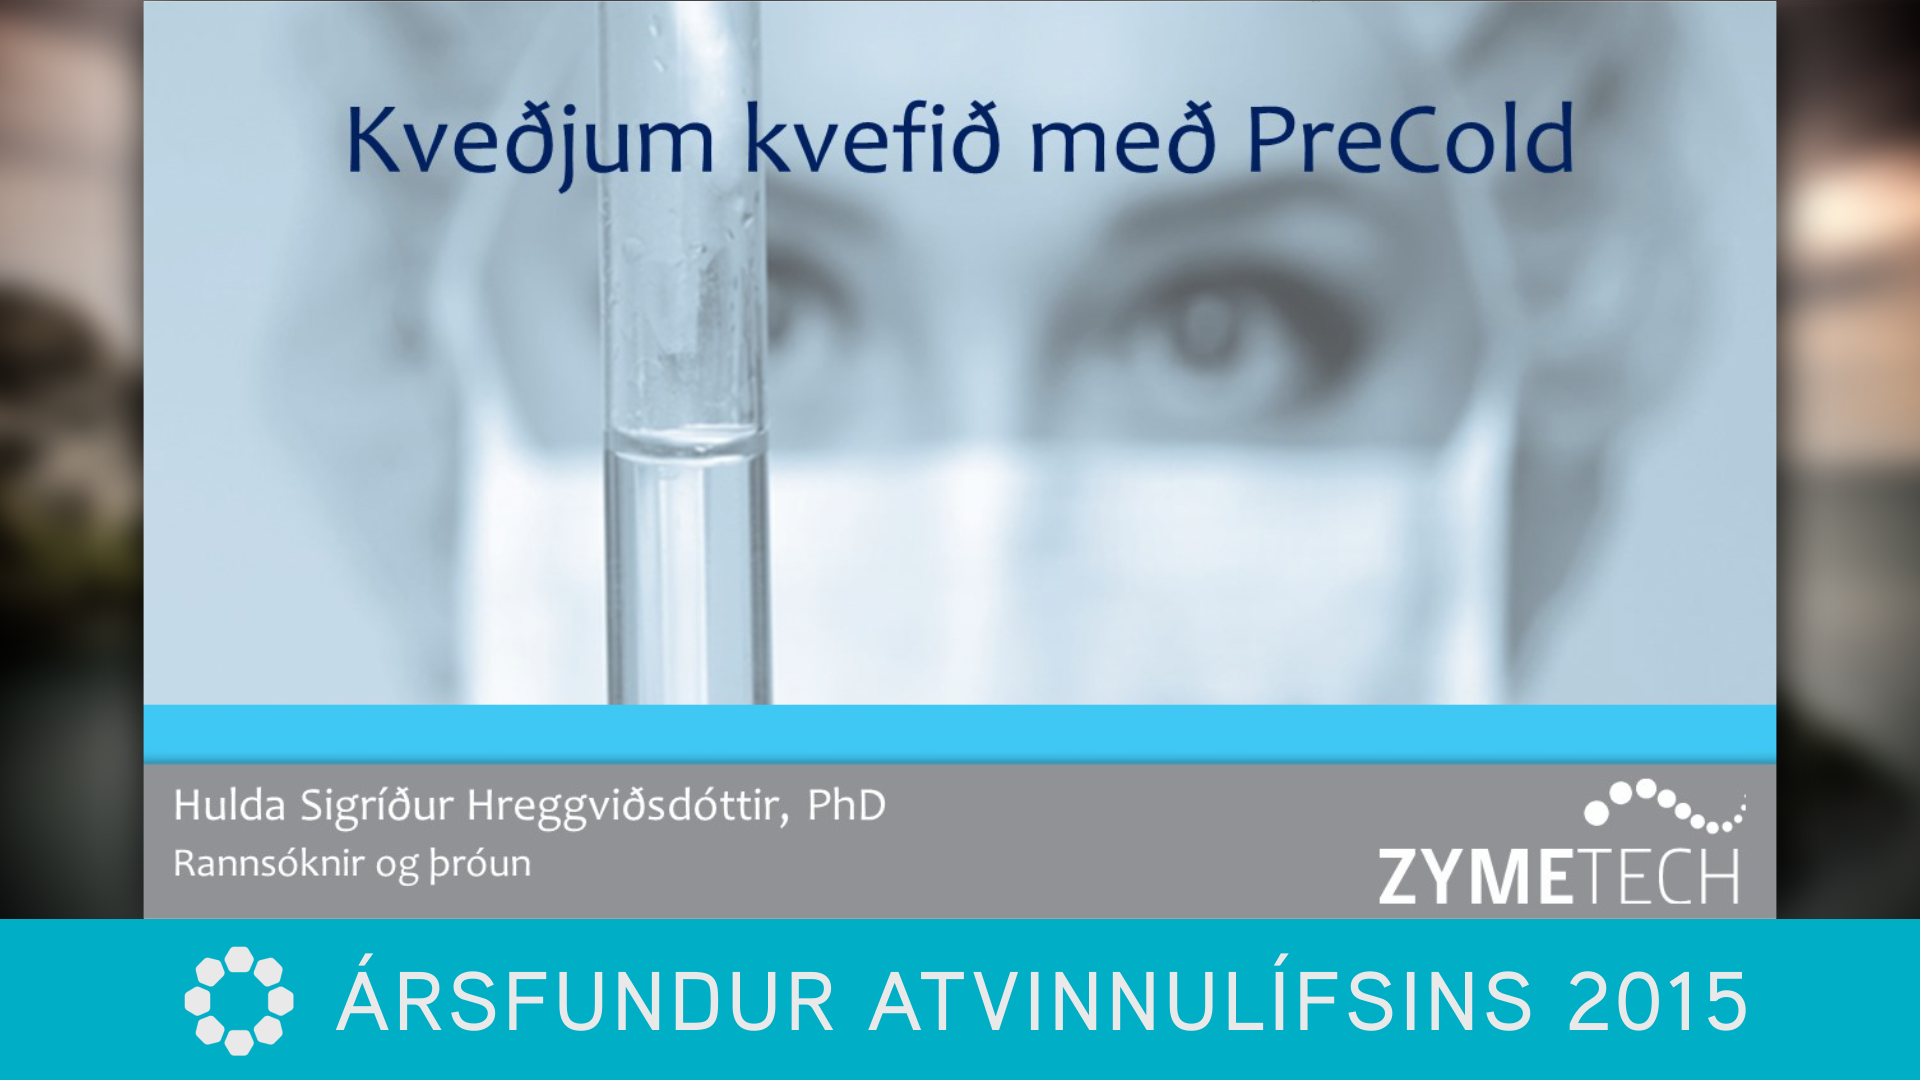 Kveðjum kvefið með PreCold
Hulda Sigríður Hreggviðsdóttir, PhD
Rannsóknir og þróun
ZYMETECH
ÁRSFUNDUR ATVINNULÍFSINS 2015